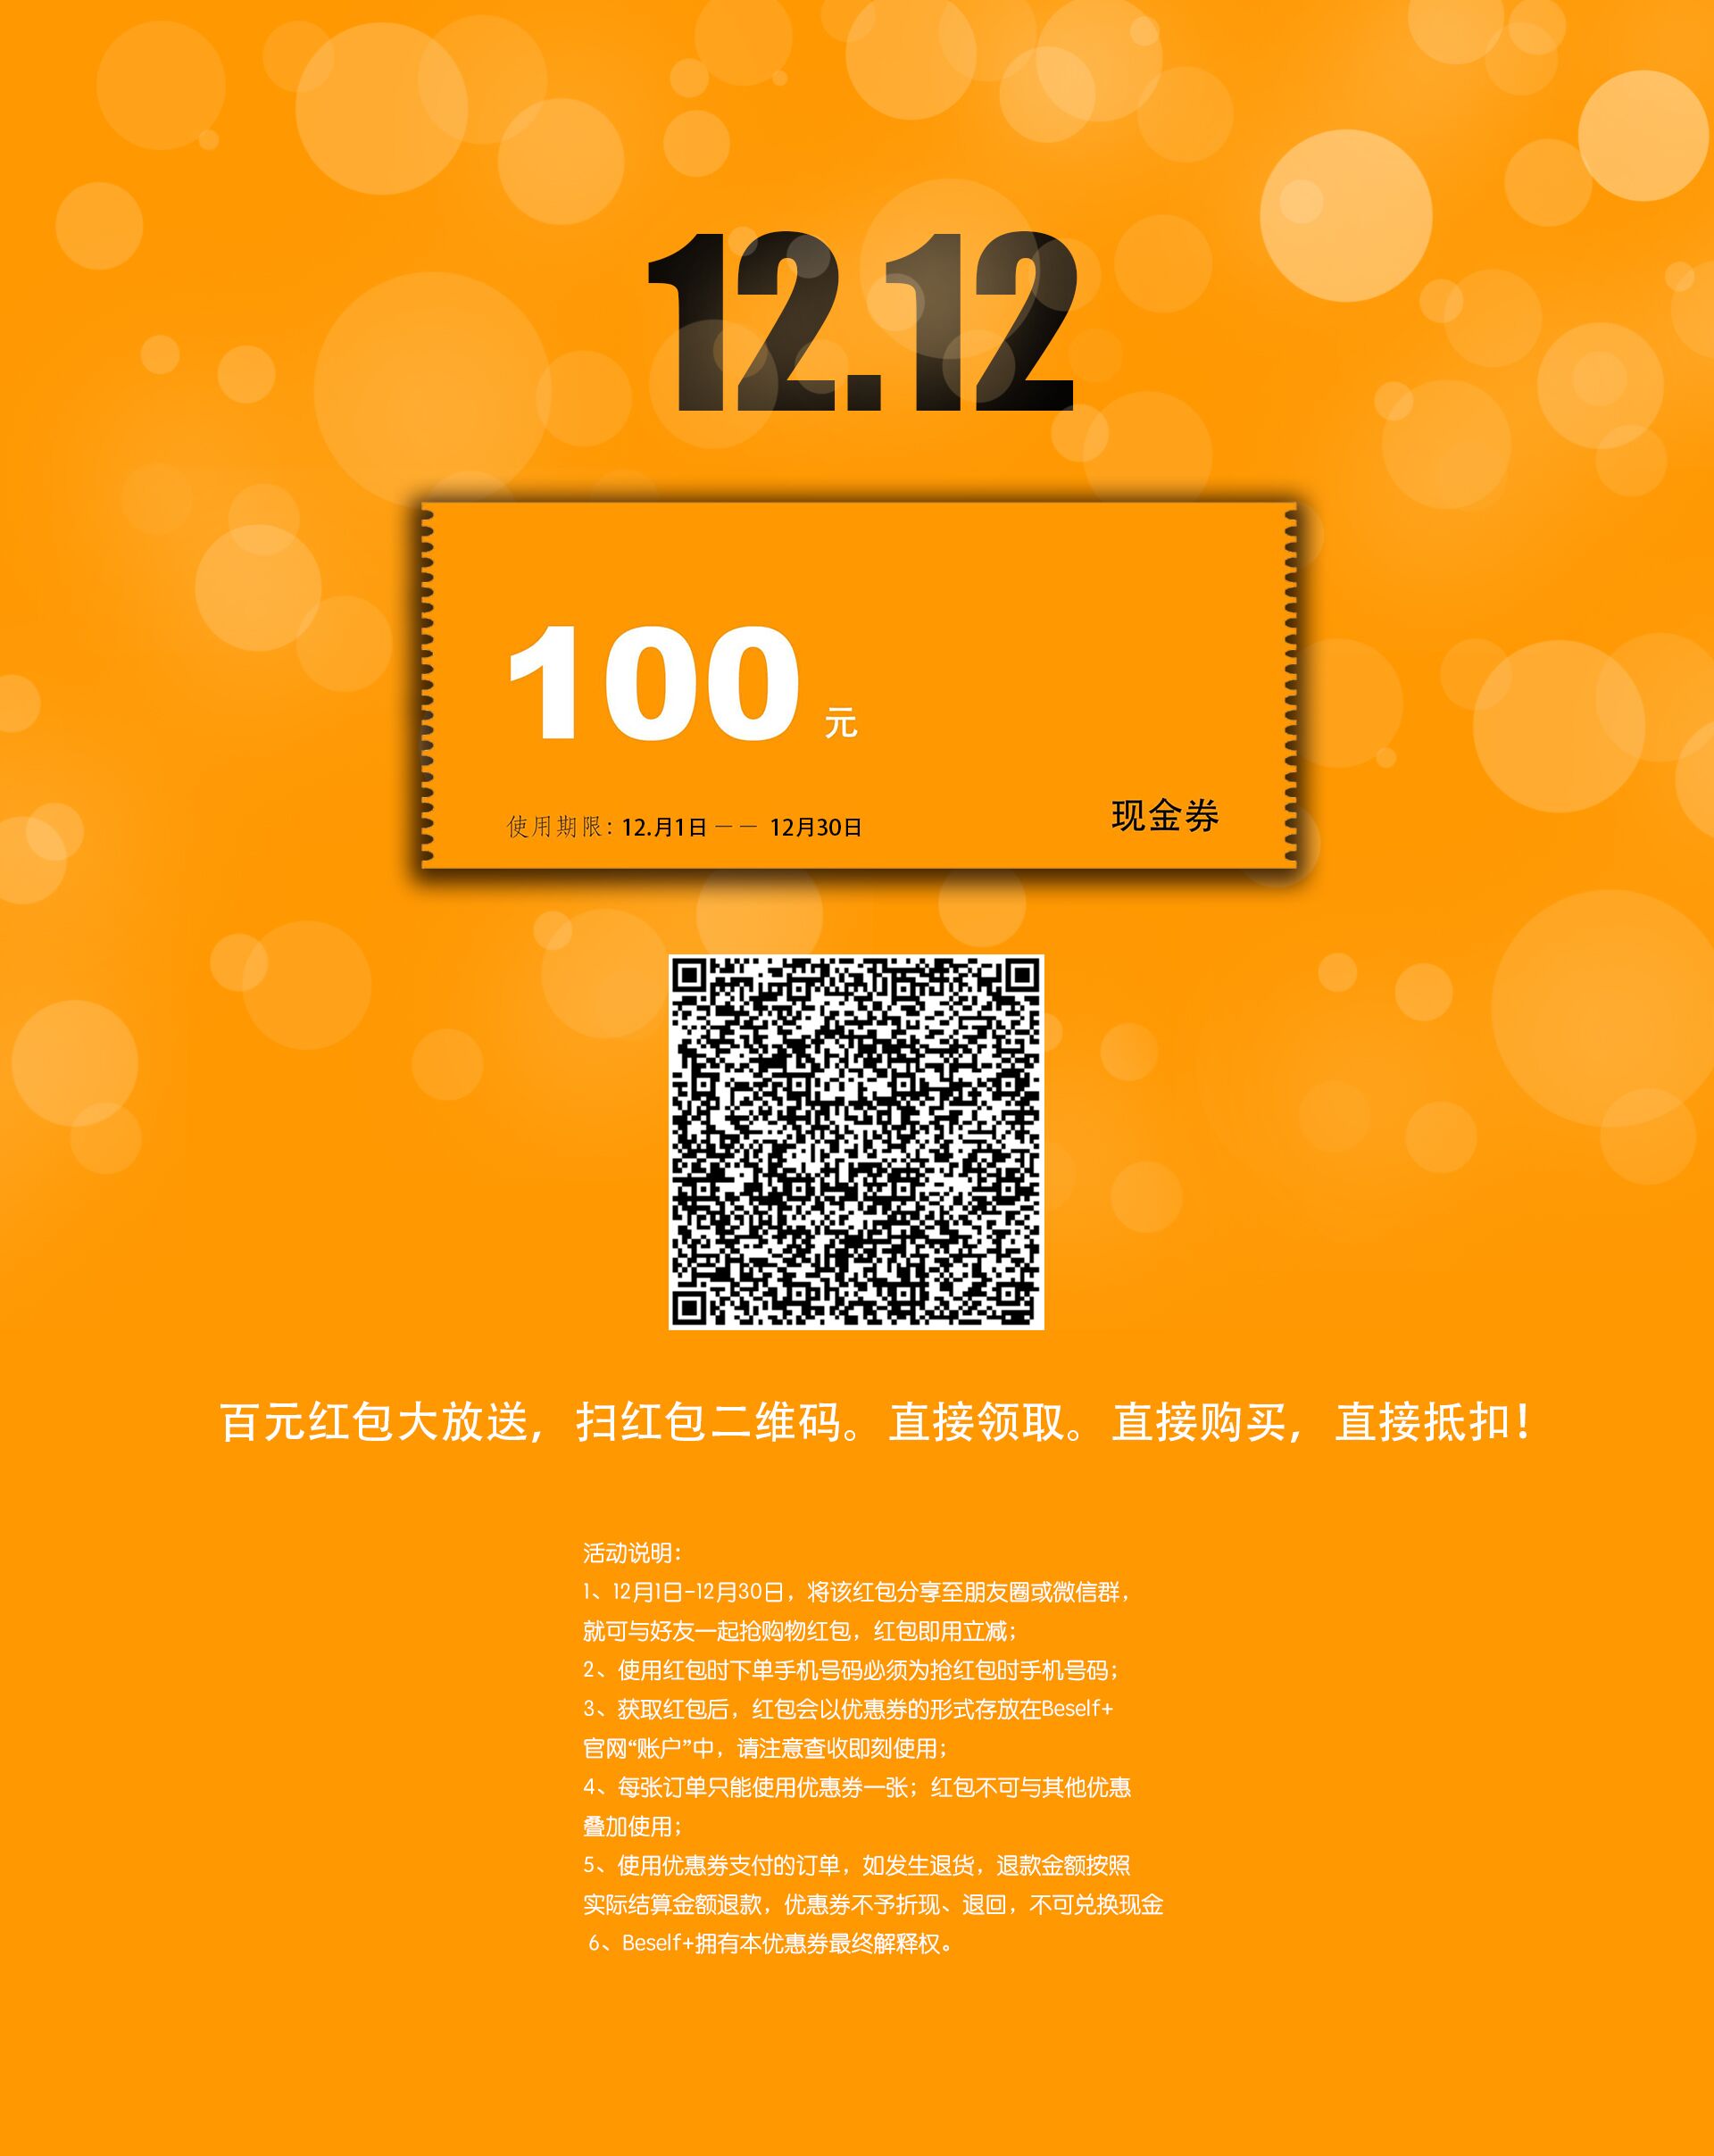 12.12
100 元
使用期限：12.月1日－－ 12月30日
现金券
百元红包大放送，扫红包二维码。直接领取。直接购买，直接抵扣！
活动说明：
1、12月1日-12月30日，将该红包分享至朋友圈或微信群，
就可与好友一起抢购物红包，红包即用立减；
2、使用红包时下单手机号码必须为抢红包时手机号码；
3、获取红包后，红包会以优惠券的形式存放在Beself+
官网“账户”中，请注意查收即刻使用；
4、每张订单只能使用优惠券一张；红包不可与其他优惠
叠加使用；
5、使用优惠券支付的订单，如发生退货，退款金额按照
实际结算金额退款，优惠券不予折现、退回，不可兑换现金
6、Beself+拥有本优惠券最终解释权。